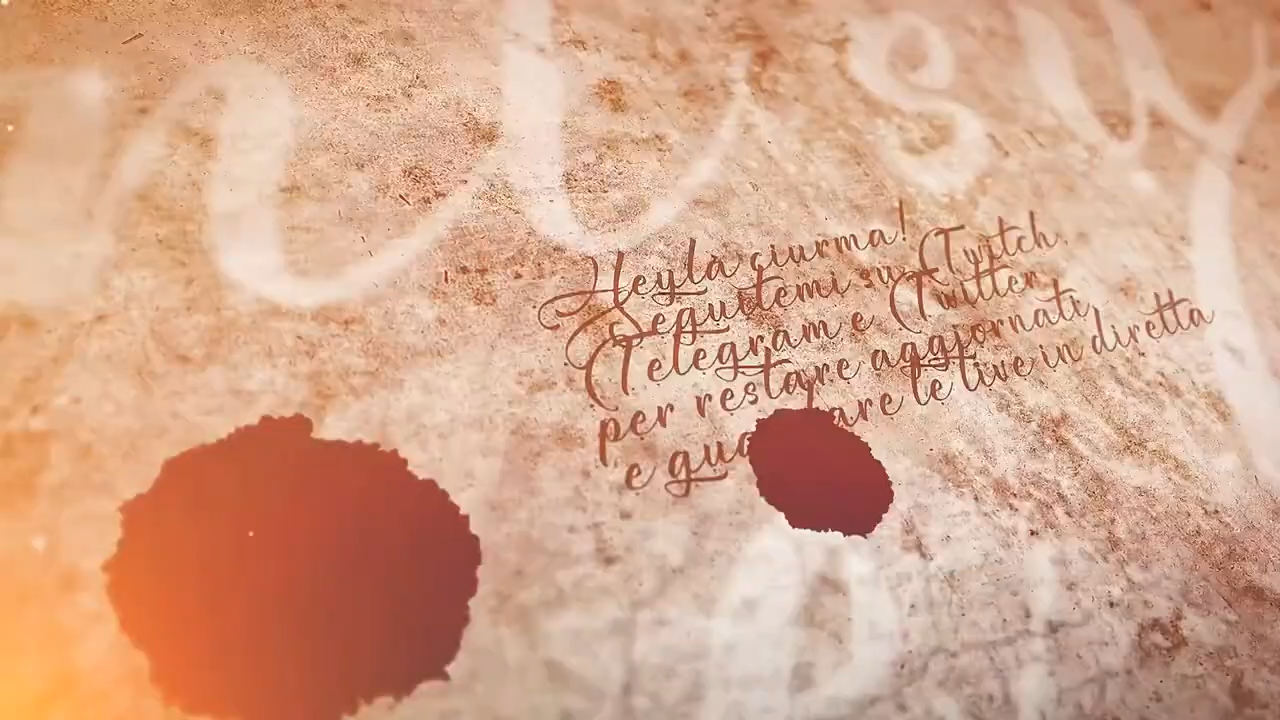 Heylà ciurma!
Seguitemi su Twitch
Telegram e Twitter
per restare aggiornati
e gua are le live in diretta